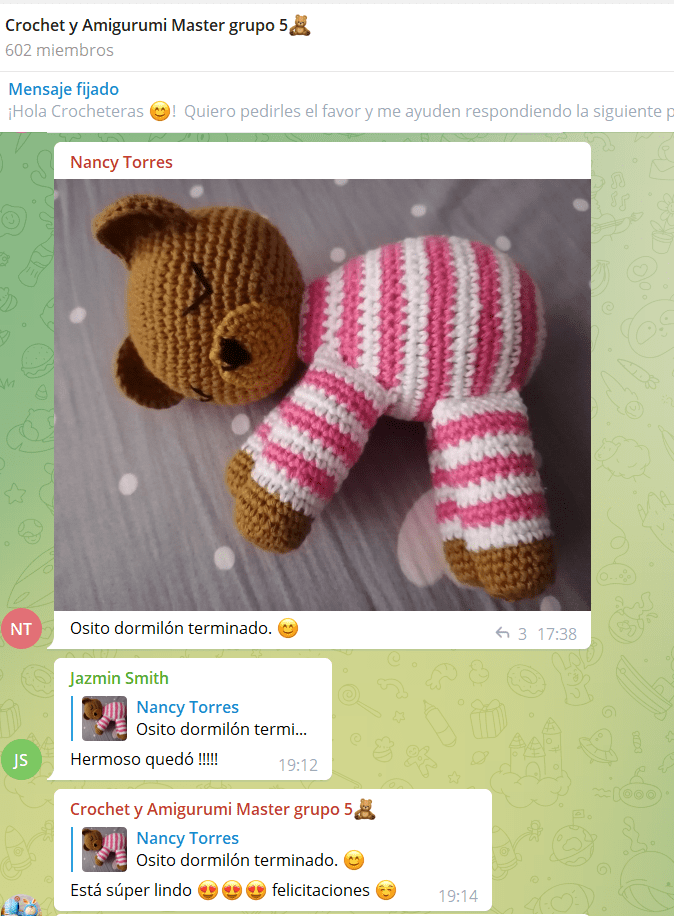 Crochet y Amigurumi Master grupo 5🧸
602 miembros
Mensaje fijado
¡Hola Crocheteras 😊! Quiero pedirles el favor y me ayuden respondiendo la siguiente p
Nancy Torres
NT
Osito dormilón terminado. 😊
3 17:38
Jazmin Smith
Nancy Torres
Osito dormilón termi...
JS
Hermoso quedó !!!!!
19:12
Crochet y Amigurumi Master grupo 5🧸
Nancy Torres
Osito dormilón terminado. 😊
Está súper lindo 😍😍😍 felicitaciones ☺️
19:14